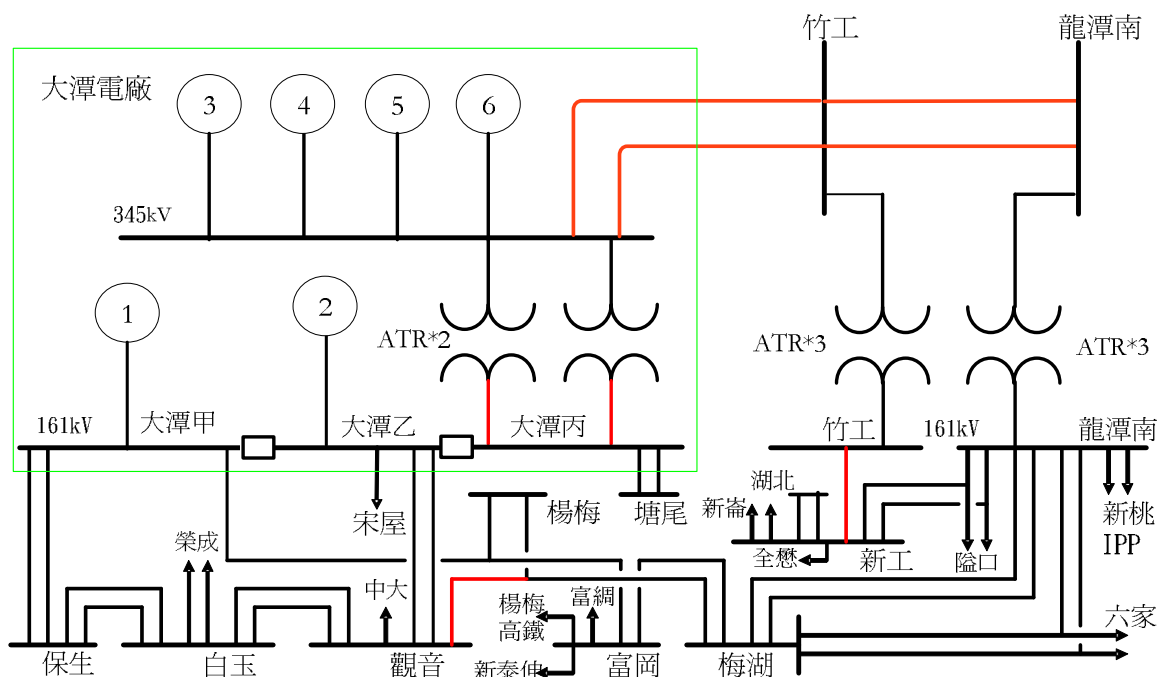 竹工
龍潭南
大潭電廠
3
4
5
6
345kV
1
2
ATR*2
ATR*3
ATR*3
161kV
大潭甲
大潭乙
大潭丙
竹工
161kV
龍潭南
宋屋
楊梅
塘尾
新崙
湖北
全懋
新工
隘口
新桃
IPP
榮成
中大
楊梅
高鐵
富綢
六家
保生
白玉
觀音
新泰伸
富岡
梅湖